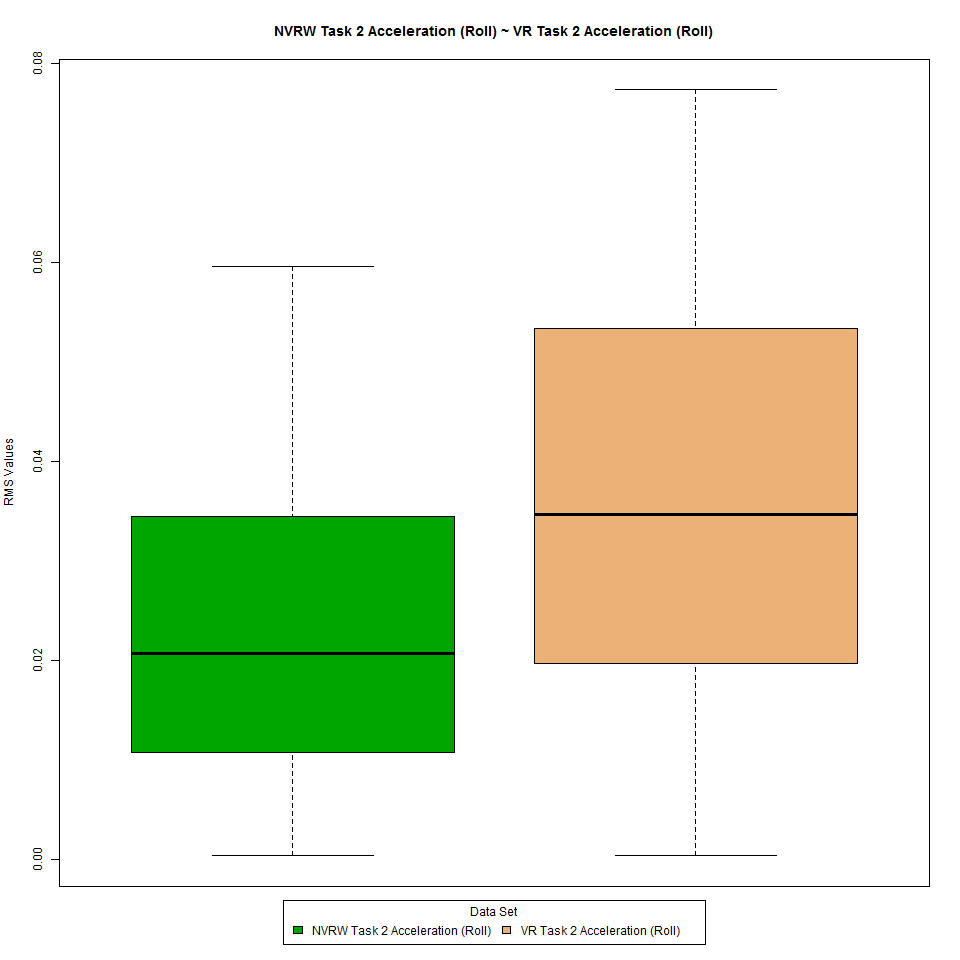 NVRW Task 2 Acceleration (Roll) ~ VR Task 2 Acceleration (Roll)
0.08
0.06
0.04
0.02
0.00
RMS Values
Data Set
NVRW Task 2 Acceleration (Roll) VR Task 2 Acceleration (Roll)